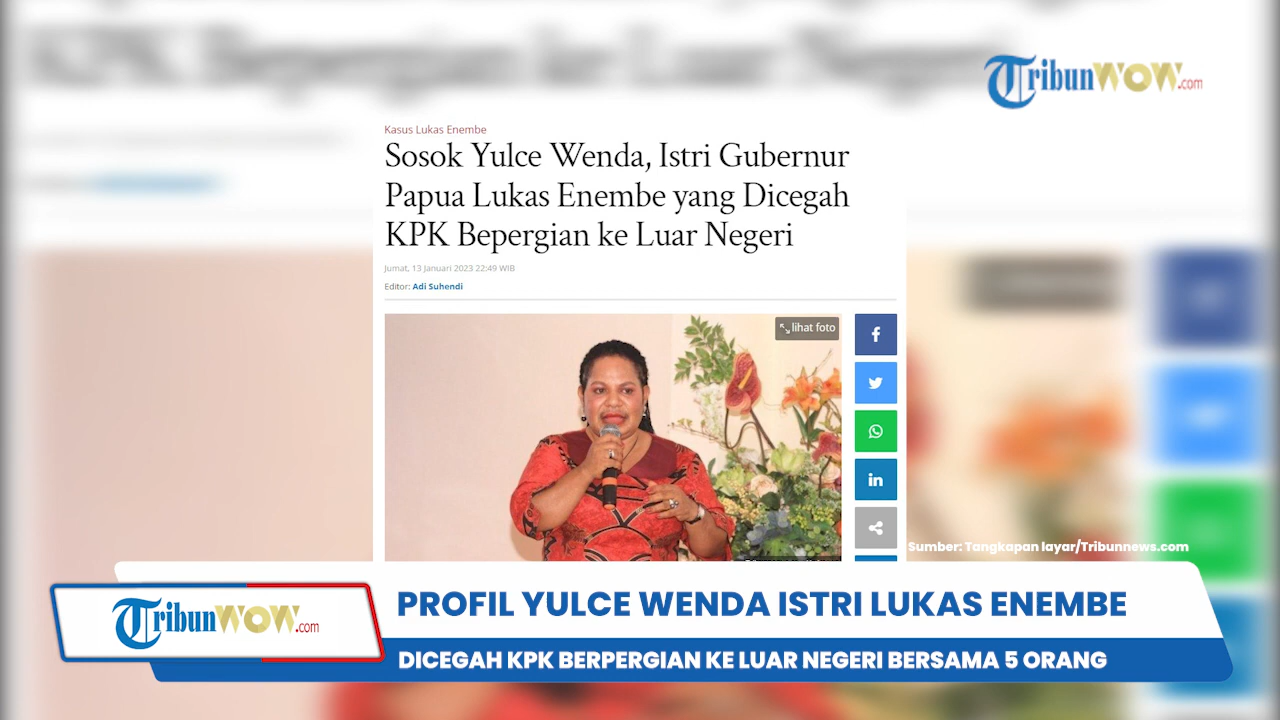 TribunWOW.com
Kasus Lukas Enembe
Sosok Yulce Wenda, Istri Gubernur
Papua Lukas Enembe yang Dicegah
KPK Bepergian ke Luar Negeri
Jumat, 13 Januari 2023 22:49 WIB
Editor: Adi Suhendi
lihat foto
Sumber: Tangkapan layar/Tribunnews.com
TribunWOW.com
PROFIL YULCE WENDA ISTRI LUKAS ENEMBE
DICEGAH KPK BERPERGIAN KE LUAR NEGERI BERSAMA 5 ORANG